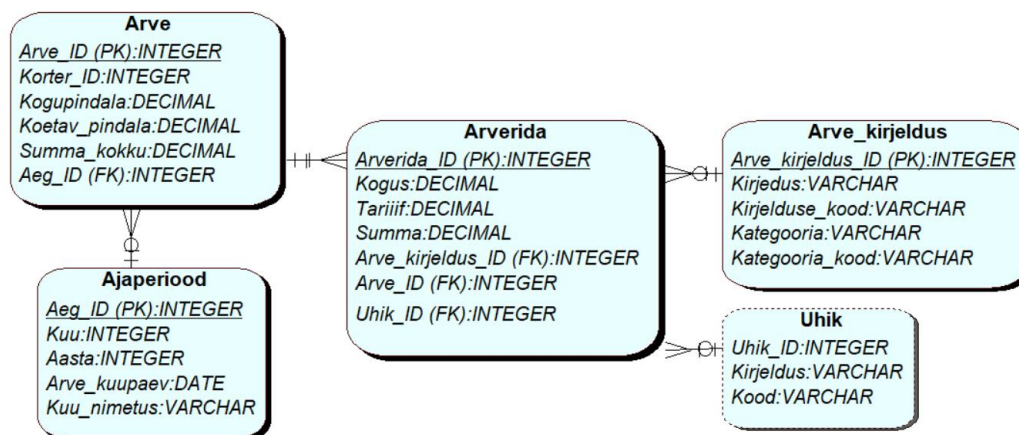 Arve
Arve_ID (PK):INTEGER
Korter_ID:INTEGER
Kogupindala:DECIMAL
Koetav_pindala:DECIMAL
Summa_kokku:DECIMAL
Aeg_ID (FK):INTEGER
Ajaperiood
Aeg_ID (PK):INTEGER
Kuu:INTEGER
Aasta:INTEGER
Arve_kuupaev:DATE
Kuu_nimetus:VARCHAR
Arverida
Arverida_ID (PK):INTEGER
Kogus:DECIMAL
Tariiif:DECIMAL
Summa:DECIMAL
Arve_kirjeldus_ID (FK):INTEGER
Arve_ID (FK):INTEGER
Uhik_ID (FK):INTEGER
Arve_kirjeldus
Arve_kirjeldus_ID (PK):INTEGER
Kirjedus:VARCHAR
Kirjelduse_kood:VARCHAR
Kategooria:VARCHAR
Kategooria_kood:VARCHAR
Uhik
Uhik_ID:INTEGER
Kirjeldus:VARCHAR
Kood:VARCHAR